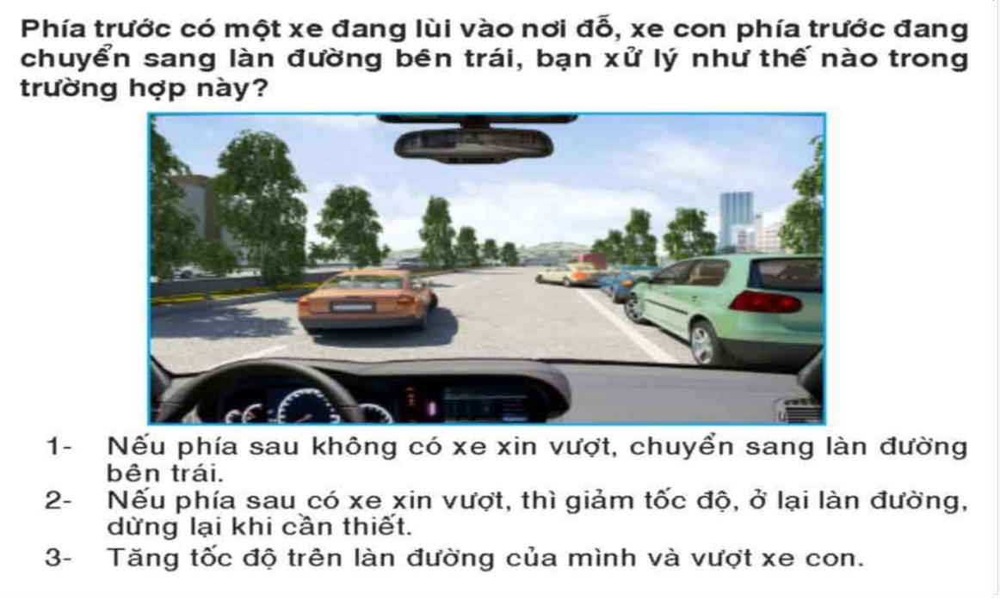 Phía trước có một xe đang lùi vào nơi đỗ, xe con phía trước đang
chuyển sang làn đường bên trái, bạn xử lý như thế nào trong
trường hợp này?
1- Nếu phía sau không có xe xin vượt, chuyển sang làn đường
bên trái.
2- Nếu phía sau có xe xin vượt, thì giảm tốc độ, ở lại làn đường,
dừng lại khi cần thiết.
3- Tăng tốc độ trên làn đường của mình và vượt xe con.